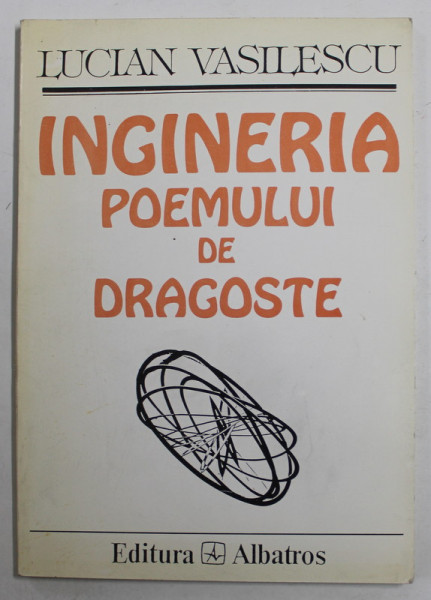 LUCIAN VASILESCU
INGINERIA
POEMULUI
DE
DRAGOSTE
Editura A Albatros